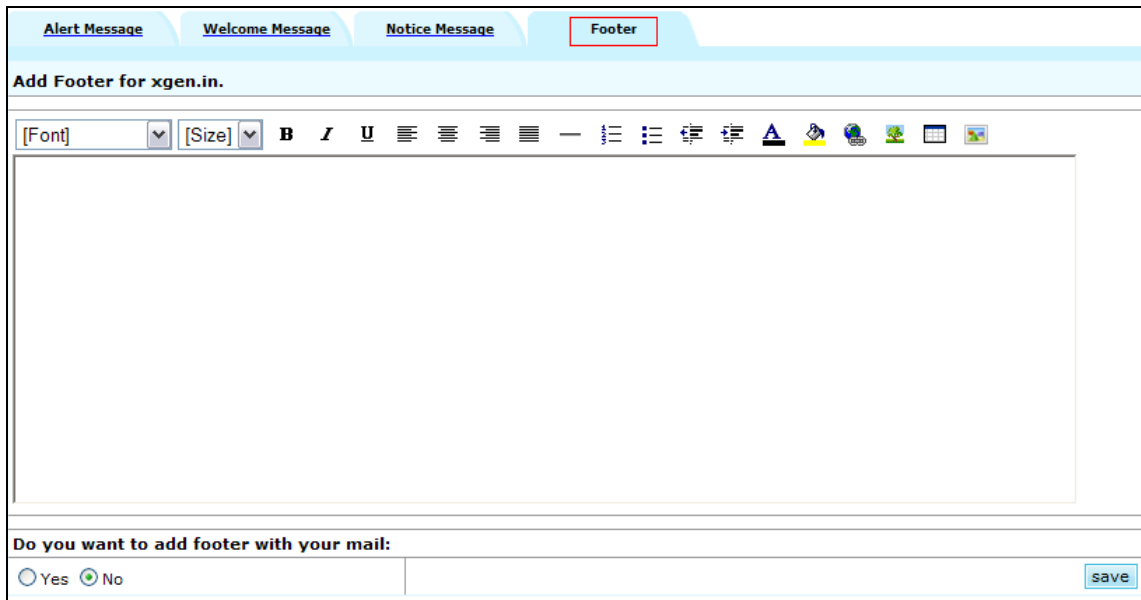 Alert Message Welcome Message Notice Message Footer
Add Footer for xgen.in.
[Font] [Size] B I U A
Do you want to add footer with your mail:
Yes No save